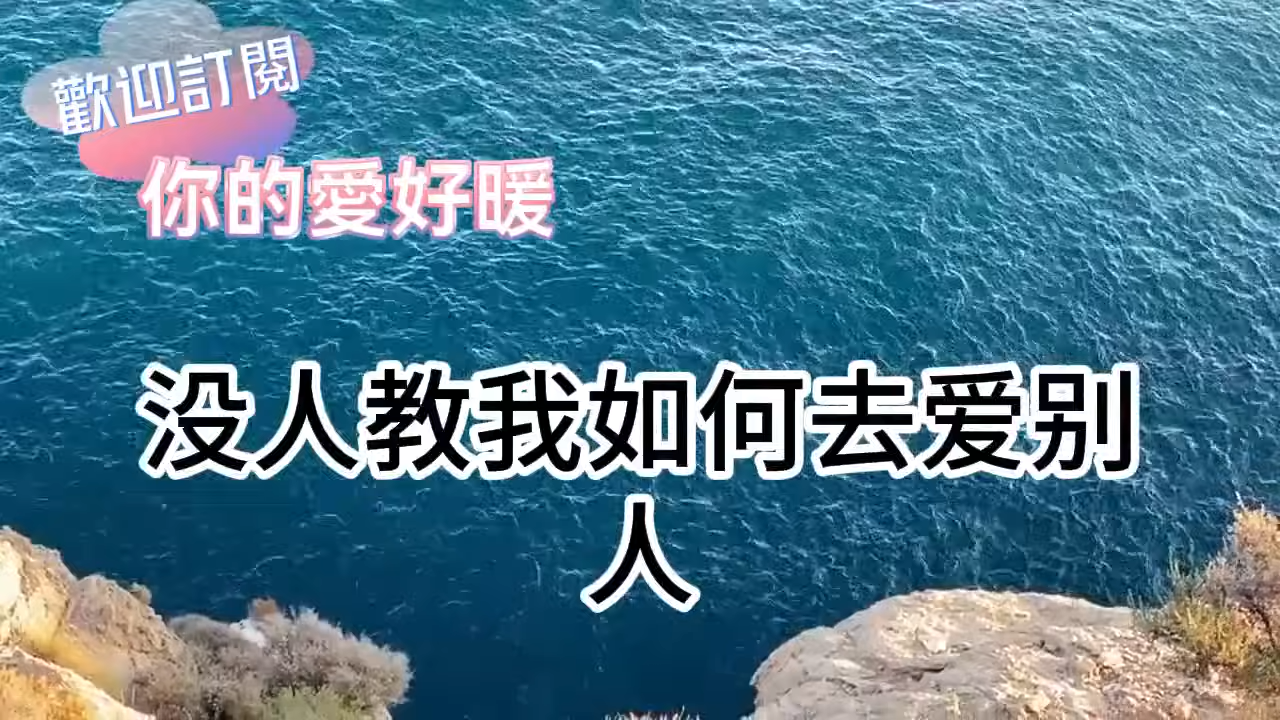 歡迎訂閱
你的愛好暖
没人教我如何去爱别
人